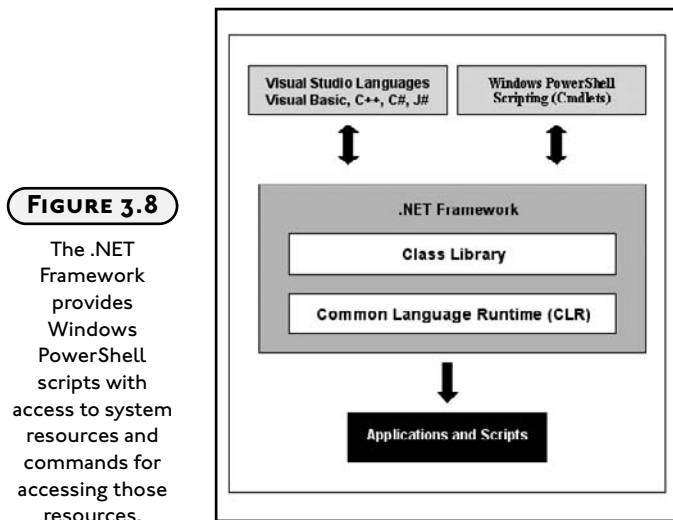 Visual Studio Languages
Visual Basic, C++, C#, J#
Windows PowerShell
Scripting (Cmdlets)
.NET Framework
Class Library
Common Language Runtime (CLR)
Applications and Scripts
FIGURE 3.8
The .NET
Framework
provides
Windows
PowerShell
scripts with
access to system
resources and
commands for
accessing those
resources.